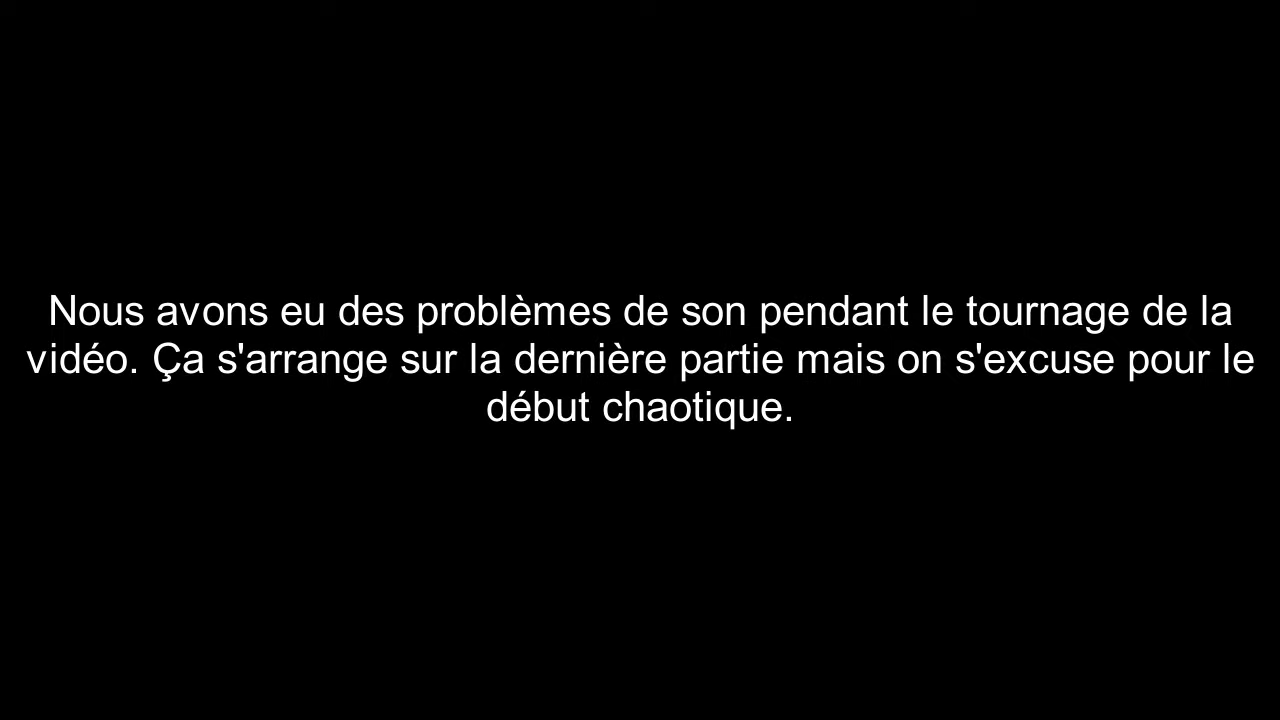 Nous avons eu des problèmes de son pendant le tournage de la
vidéo. Ça s'arrange sur la dernière partie mais on s'excuse pour le
début chaotique.